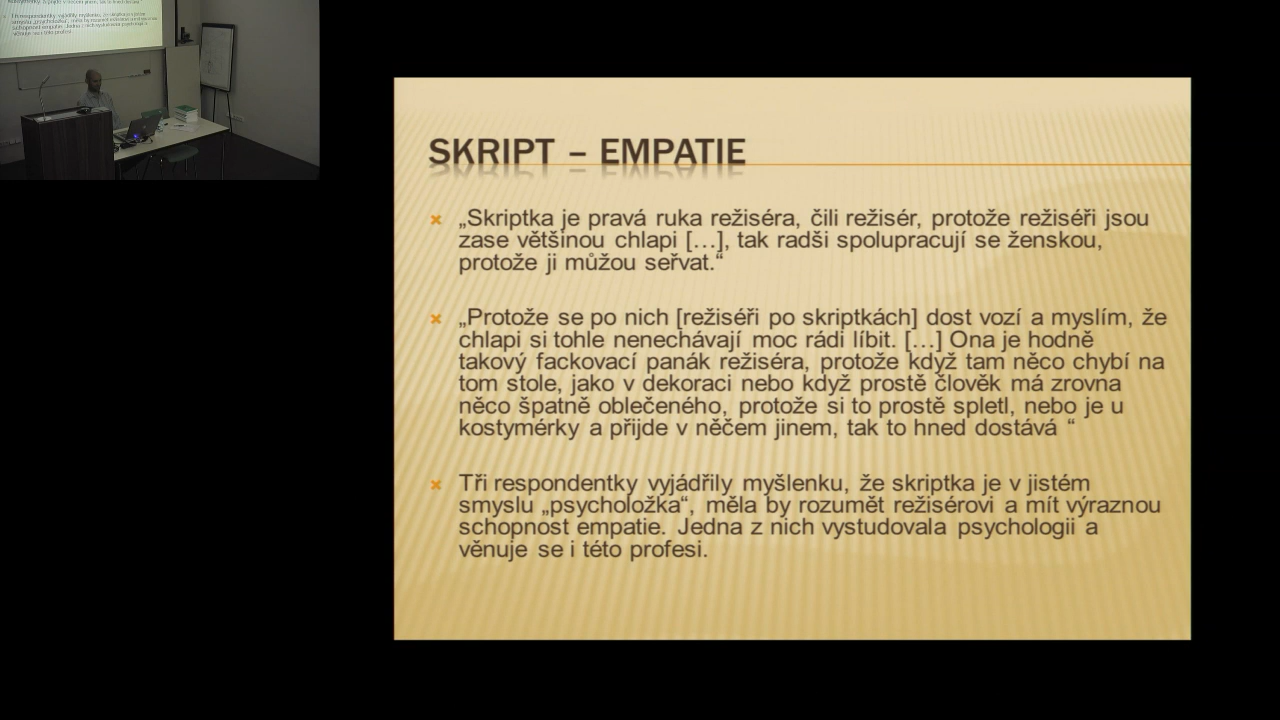 SKRIPT – EMPATIE
„Skriptka je pravá ruka režiséra, čili režisér, protože režiséři jsou
zase většinou chlapi […], tak radši spolupracují se ženskou,
protože ji můžou seřvat.“
„Protože se po nich [režiséři po skriptkách] dost vozí a myslím, že
chlapi si tohle nenechávají moc rádi líbit. […] Ona je hodně
takový fackovací panák režiséra, protože když tam něco chybí na
tom stole, jako v dekoraci nebo když prostě člověk má zrovna
něco špatně oblečeného, protože si to prostě spletl, nebo je u
kostymérky a přijde v něčem jinem, tak to hned dostává “
Tři respondentky vyjádřily myšlenku, že skriptka je v jistém
smyslu „psycholožka“, měla by rozumět režisérovi a mít výraznou
schopnost empatie. Jedna z nich vystudovala psychologii a
věnuje se i této profesi.